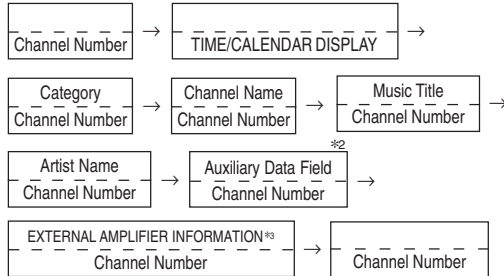 Channel Number → TIME/CALENDAR DISPLAY →
Category
Channel Number → Channel Name
Channel Number → Music Title
Channel Number →
Artist Name
Channel Number → Auxiliary Data Field *2
Channel Number →
EXTERNAL AMPLIFIER INFORMATION*3
Channel Number → Channel Number